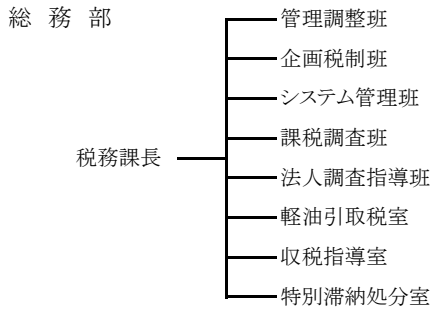 総務部
管理調整班
企画税制班
システム管理班
課税調査班
税務課長
法人調査指導班
軽油引取税室
収税指導室
特別滞納処分室